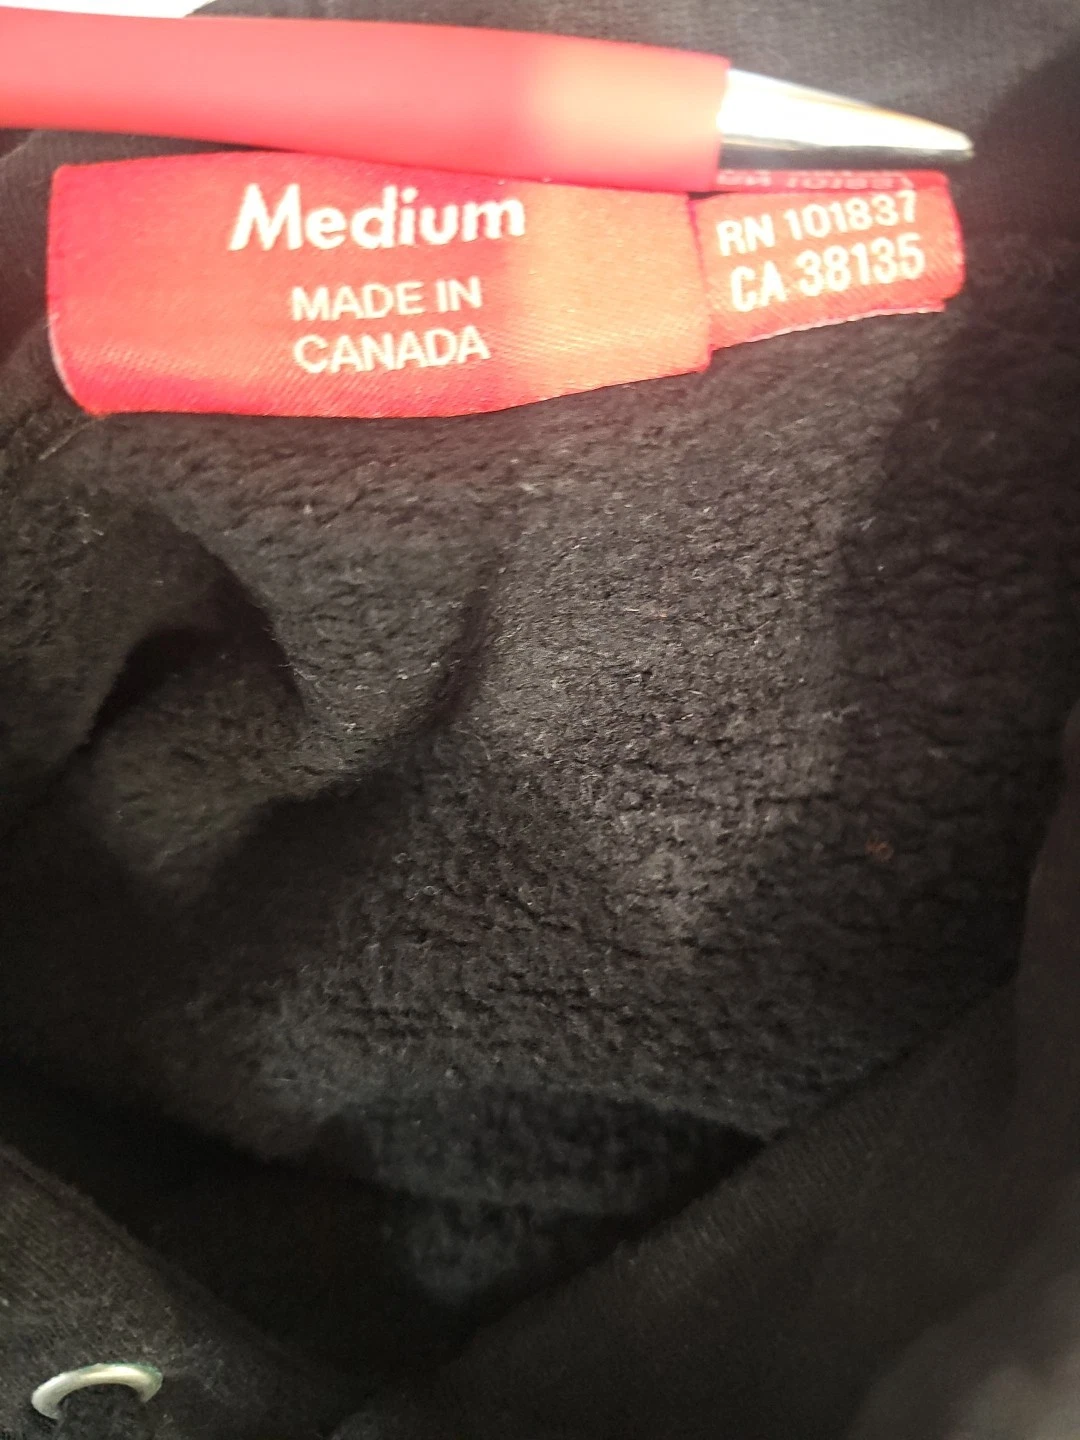 Medium
MADE IN
CANADA
RN 101837
CA 38135